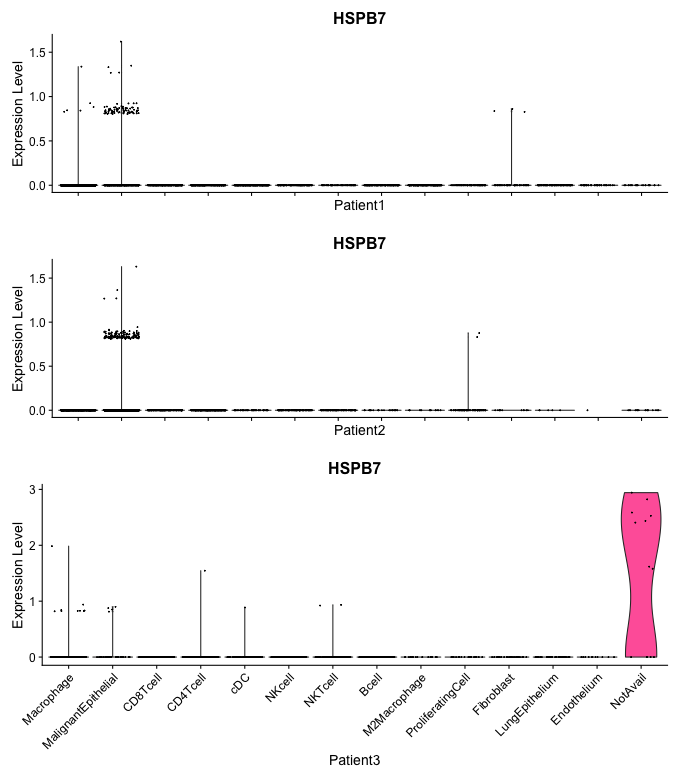 HSPB7
Expression Level
1.5
1.0
0.5
0.0
Patient1
HSPB7
Expression Level
1.5
1.0
0.5
0.0
Patient2
HSPB7
Expression Level
3
2
1
0
Macrophage
MalignantEpithelial
CD8Tcell
CD4Tcell
cDC
NKcell
NKTcell
Bcell
M2Macrophage
ProliferatingCell
Fibroblast
LungEpithelium
Endothelium
NotAvail
Patient3